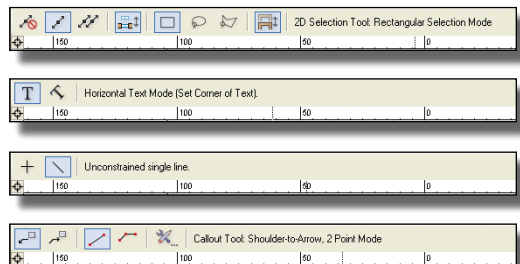 2D Selection Tool: Rectangular Selection Mode
150 100 50 0
T Horizontal Text Mode (Set Corner of Text).
150 100 50 0
Unconstrained single line.
150 100 50 0
Callout Tool: Shoulder-to-Arrow, 2 Point Mode
150 100 50 0